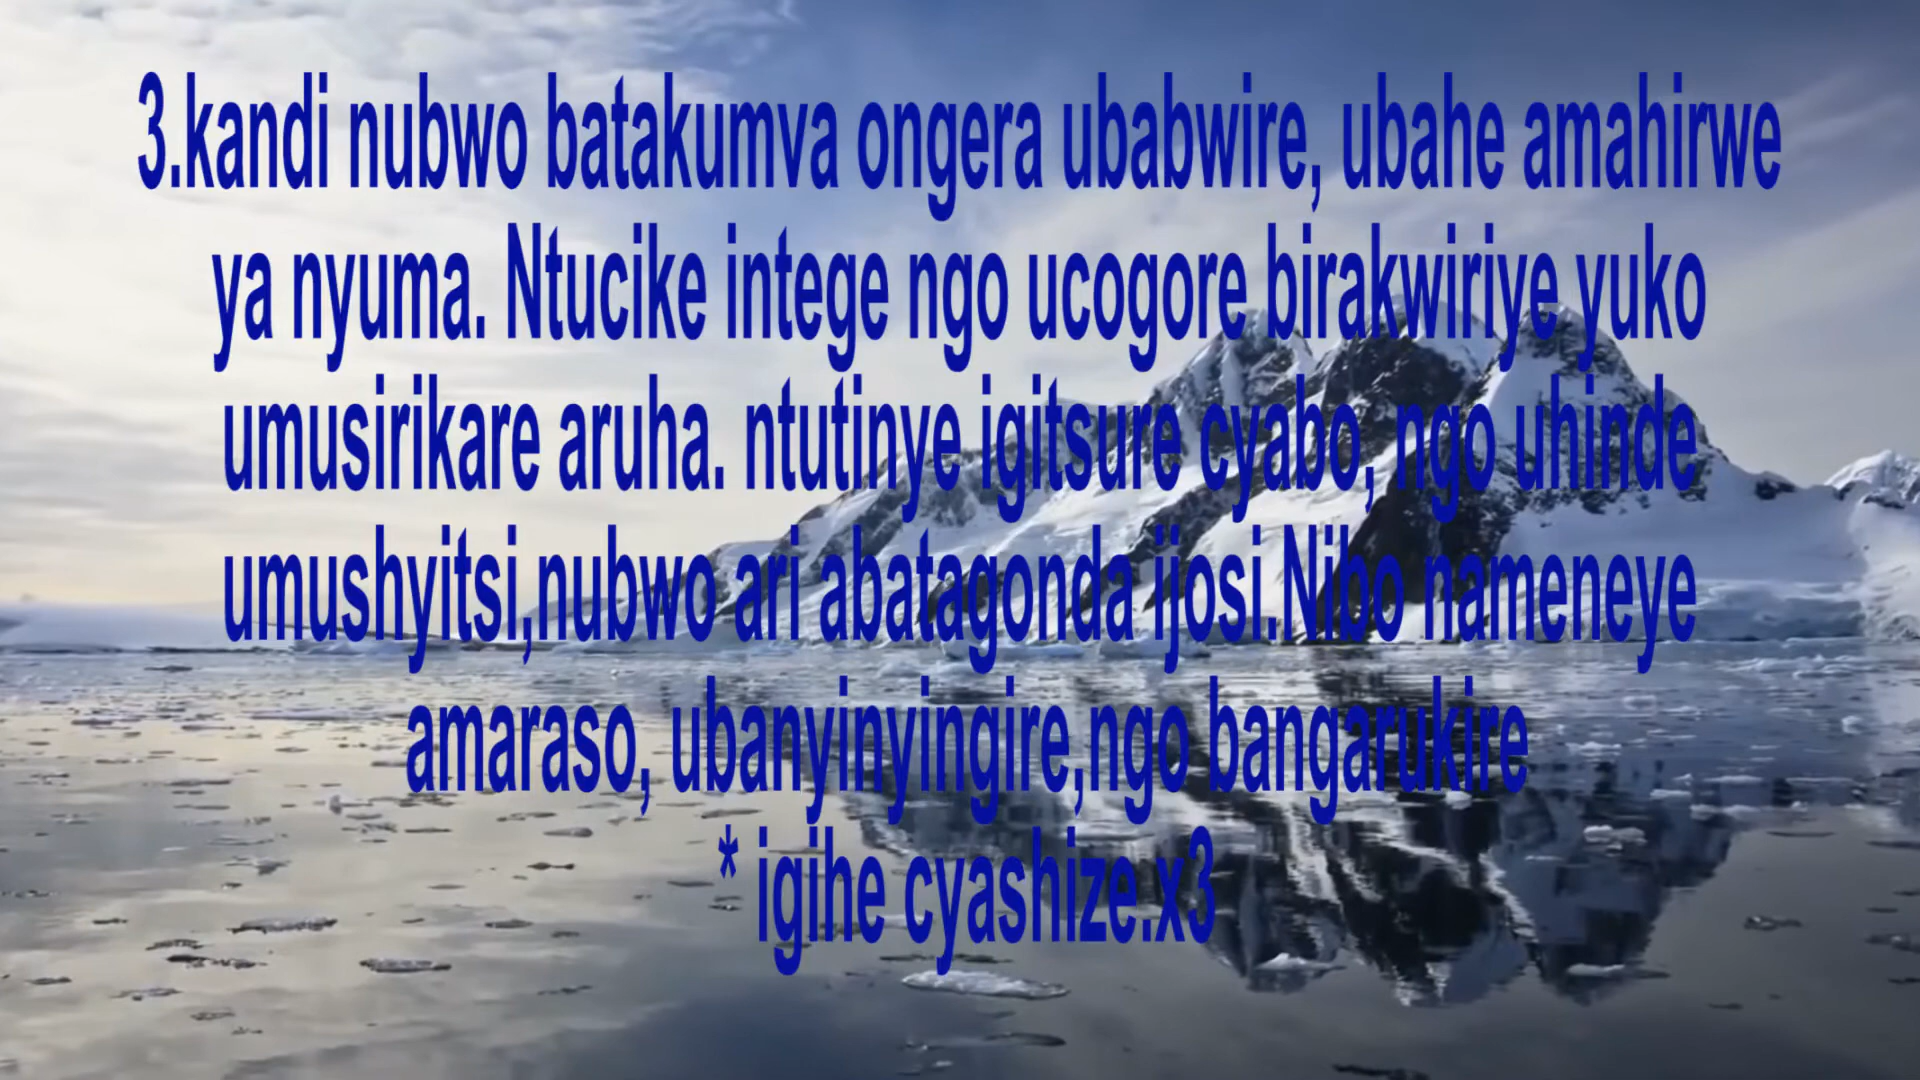 3.kandi nubwo batakumva ongera ubabwire, ubahe amahirwe
ya nyuma. Ntucike intege ngo ucogore birakwiriye yuko
umusirikare aruha. ntutinye igitsure cyabo, ngo uhinde
umushyitsi,nubwo ari abatagonda ijosi.Nibo nameneye
amaraso, ubanyinyingire,ngo bangarukire
* igihe cyashize.x3